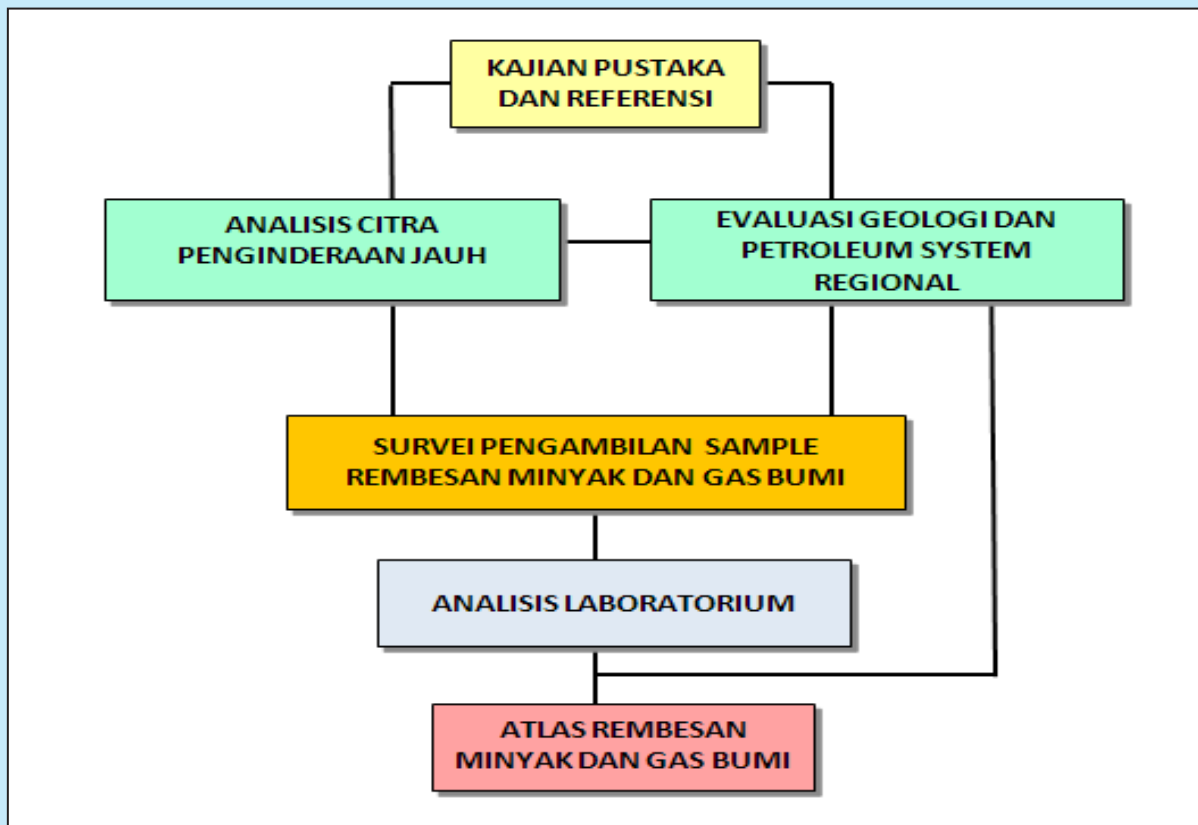 KAJIAN PUSTAKA
DAN REFERENSI
ANALISIS CITRA
PENGINDERAAN JAUH
EVALUASI GEOLOGI DAN
PETROLEUM SYSTEM
REGIONAL
SURVEI PENGAMBILAN SAMPLE
REMBESAN MINYAK DAN GAS BUMI
ANALISIS LABORATORIUM
ATLAS REMBESAN
MINYAK DAN GAS BUMI